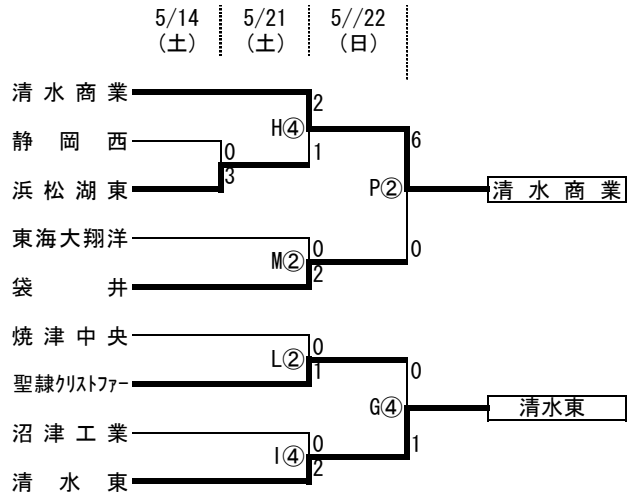 5/14 5/21 5//22
(土) (土) (日)
清水商業
2
H④
6
静岡西
0
1
3
浜松湖東
P②
清水商業
東海大翔洋
0
0
M②
2
袋井
焼津中央
0
L②
0
1
聖隷クリストファー
G④
清水東
沼津工業
0
1
I④
2
清水東